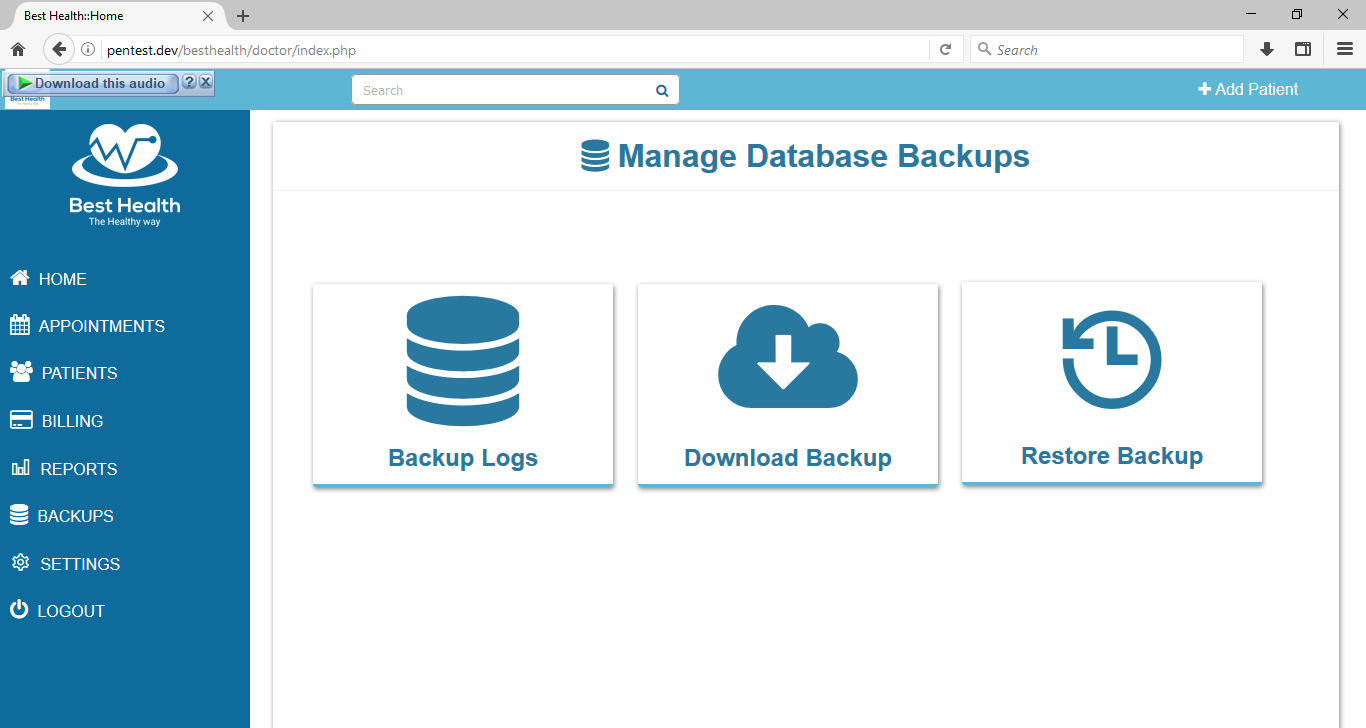 Best Health::Home
pentest.dev/besthealth/doctor/index.php
Search
Download this audio
?
Best Health
Search
Add Patient
Best Health
The Healthy way
HOME
APPOINTMENTS
PATIENTS
BILLING
REPORTS
BACKUPS
SETTINGS
LOGOUT
Manage Database Backups
Backup Logs
Download Backup
Restore Backup